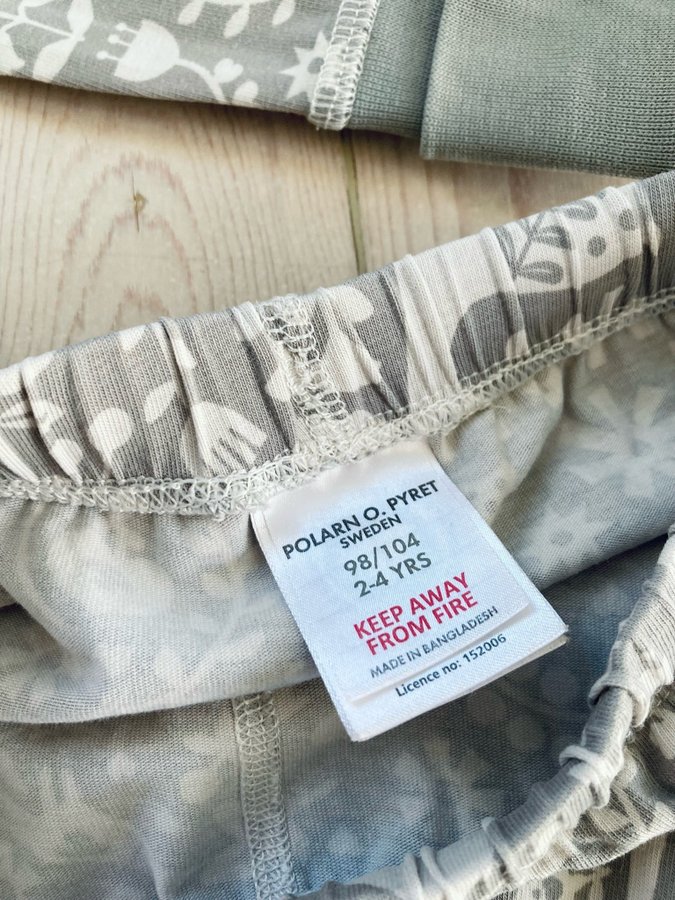 POLARN O. PYRET
SWEDEN
98/104
2-4 YRS
KEEP AWAY
FROM FIRE
MADE IN BANGLADESH
Licence no: 152006